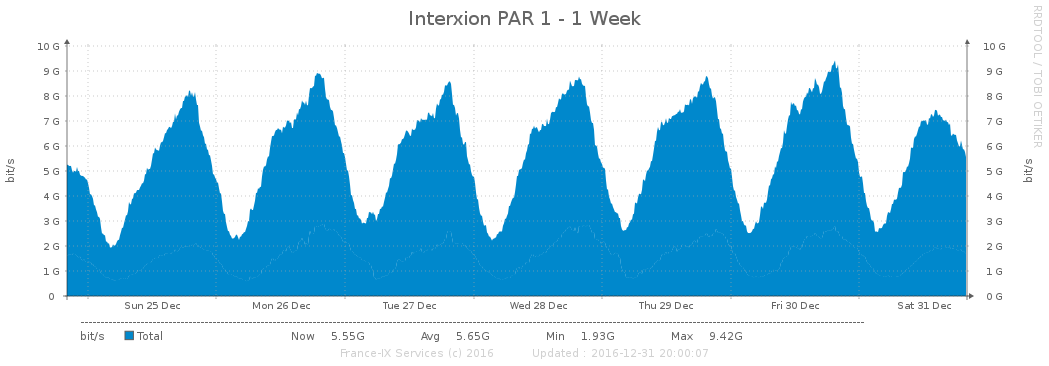 Interxion PAR 1 - 1 Week
RRDTOOL / TOBI OETIKER
bit/s
10 G 10 G
9 G 9 G
8 G 8 G
7 G 7 G
6 G 6 G
5 G 5 G
4 G 4 G
3 G 3 G
2 G 2 G
1 G 1 G
0 0 G
bit/s
Sun 25 Dec Mon 26 Dec Tue 27 Dec Wed 28 Dec Thu 29 Dec Fri 30 Dec Sat 31 Dec
bit/s Total Now 5.55G Avg 5.65G Min 1.93G Max 9.42G
France-IX Services (c) 2016 Updated : 2016-12-31 20:00:07